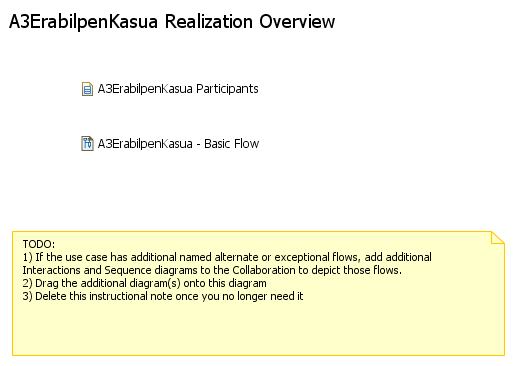 A3ErabilpenKasua Realization Overview
A3ErabilpenKasua Participants
A3ErabilpenKasua - Basic Flow
TODO:
1) If the use case has additional named alternate or exceptional flows, add additional
Interactions and Sequence diagrams to the Collaboration to depict those flows.
2) Drag the additional diagram(s) onto this diagram
3) Delete this instructional note once you no longer need it